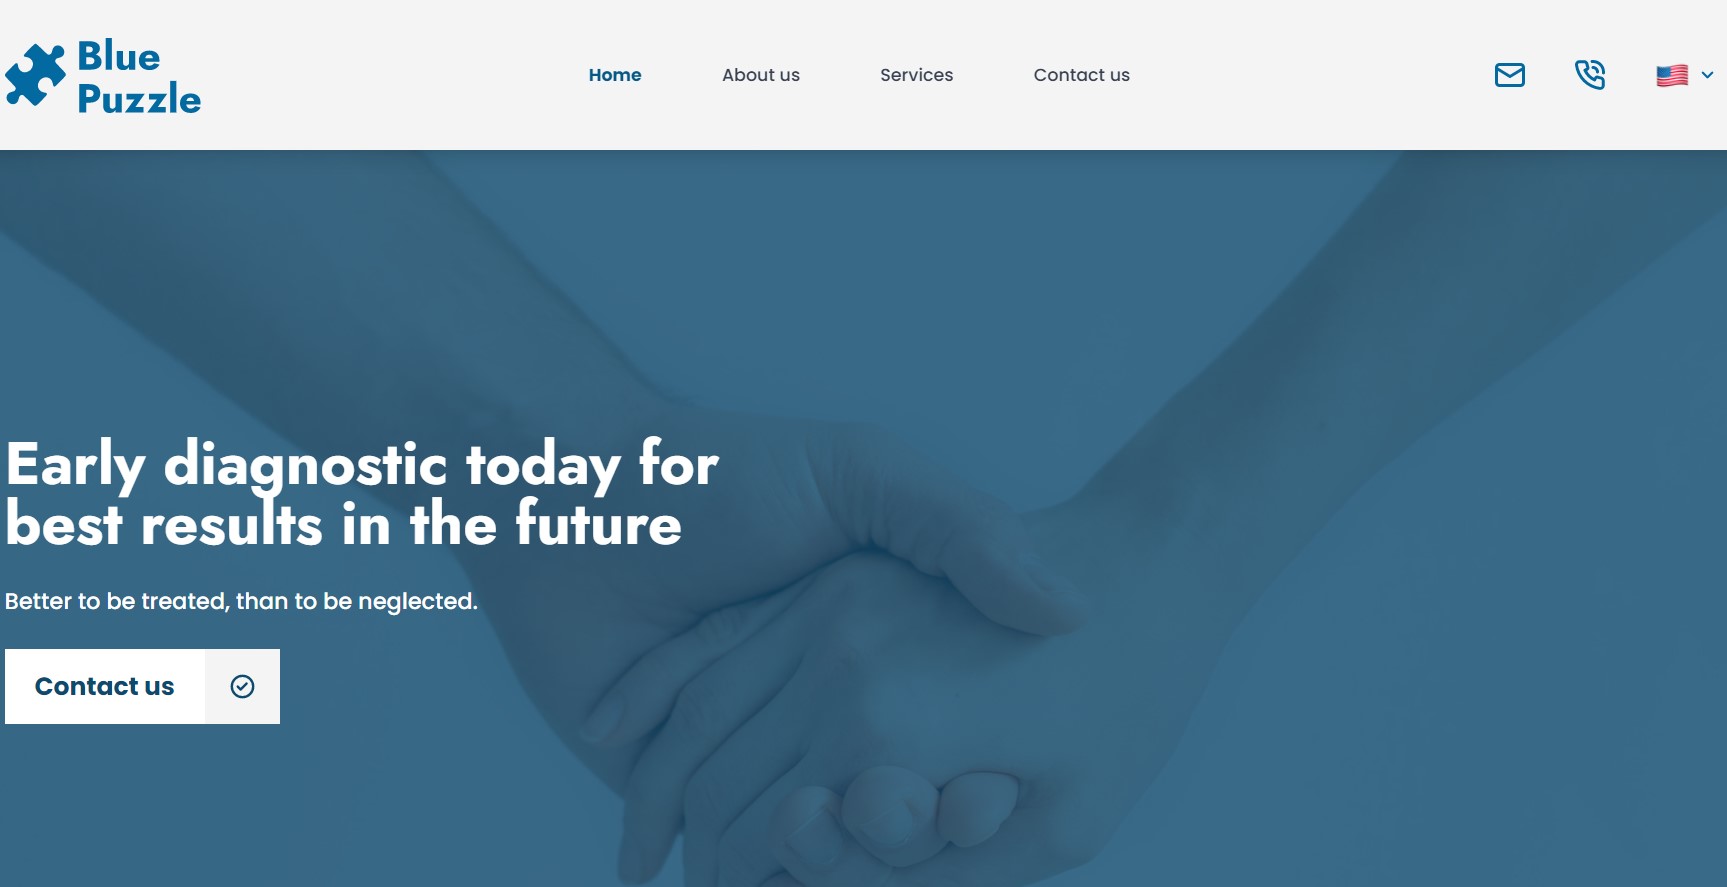 Blue
Puzzle
Home
About us
Services
Contact us
Early diagnostic today for
best results in the future
Better to be treated, than to be neglected.
Contact us